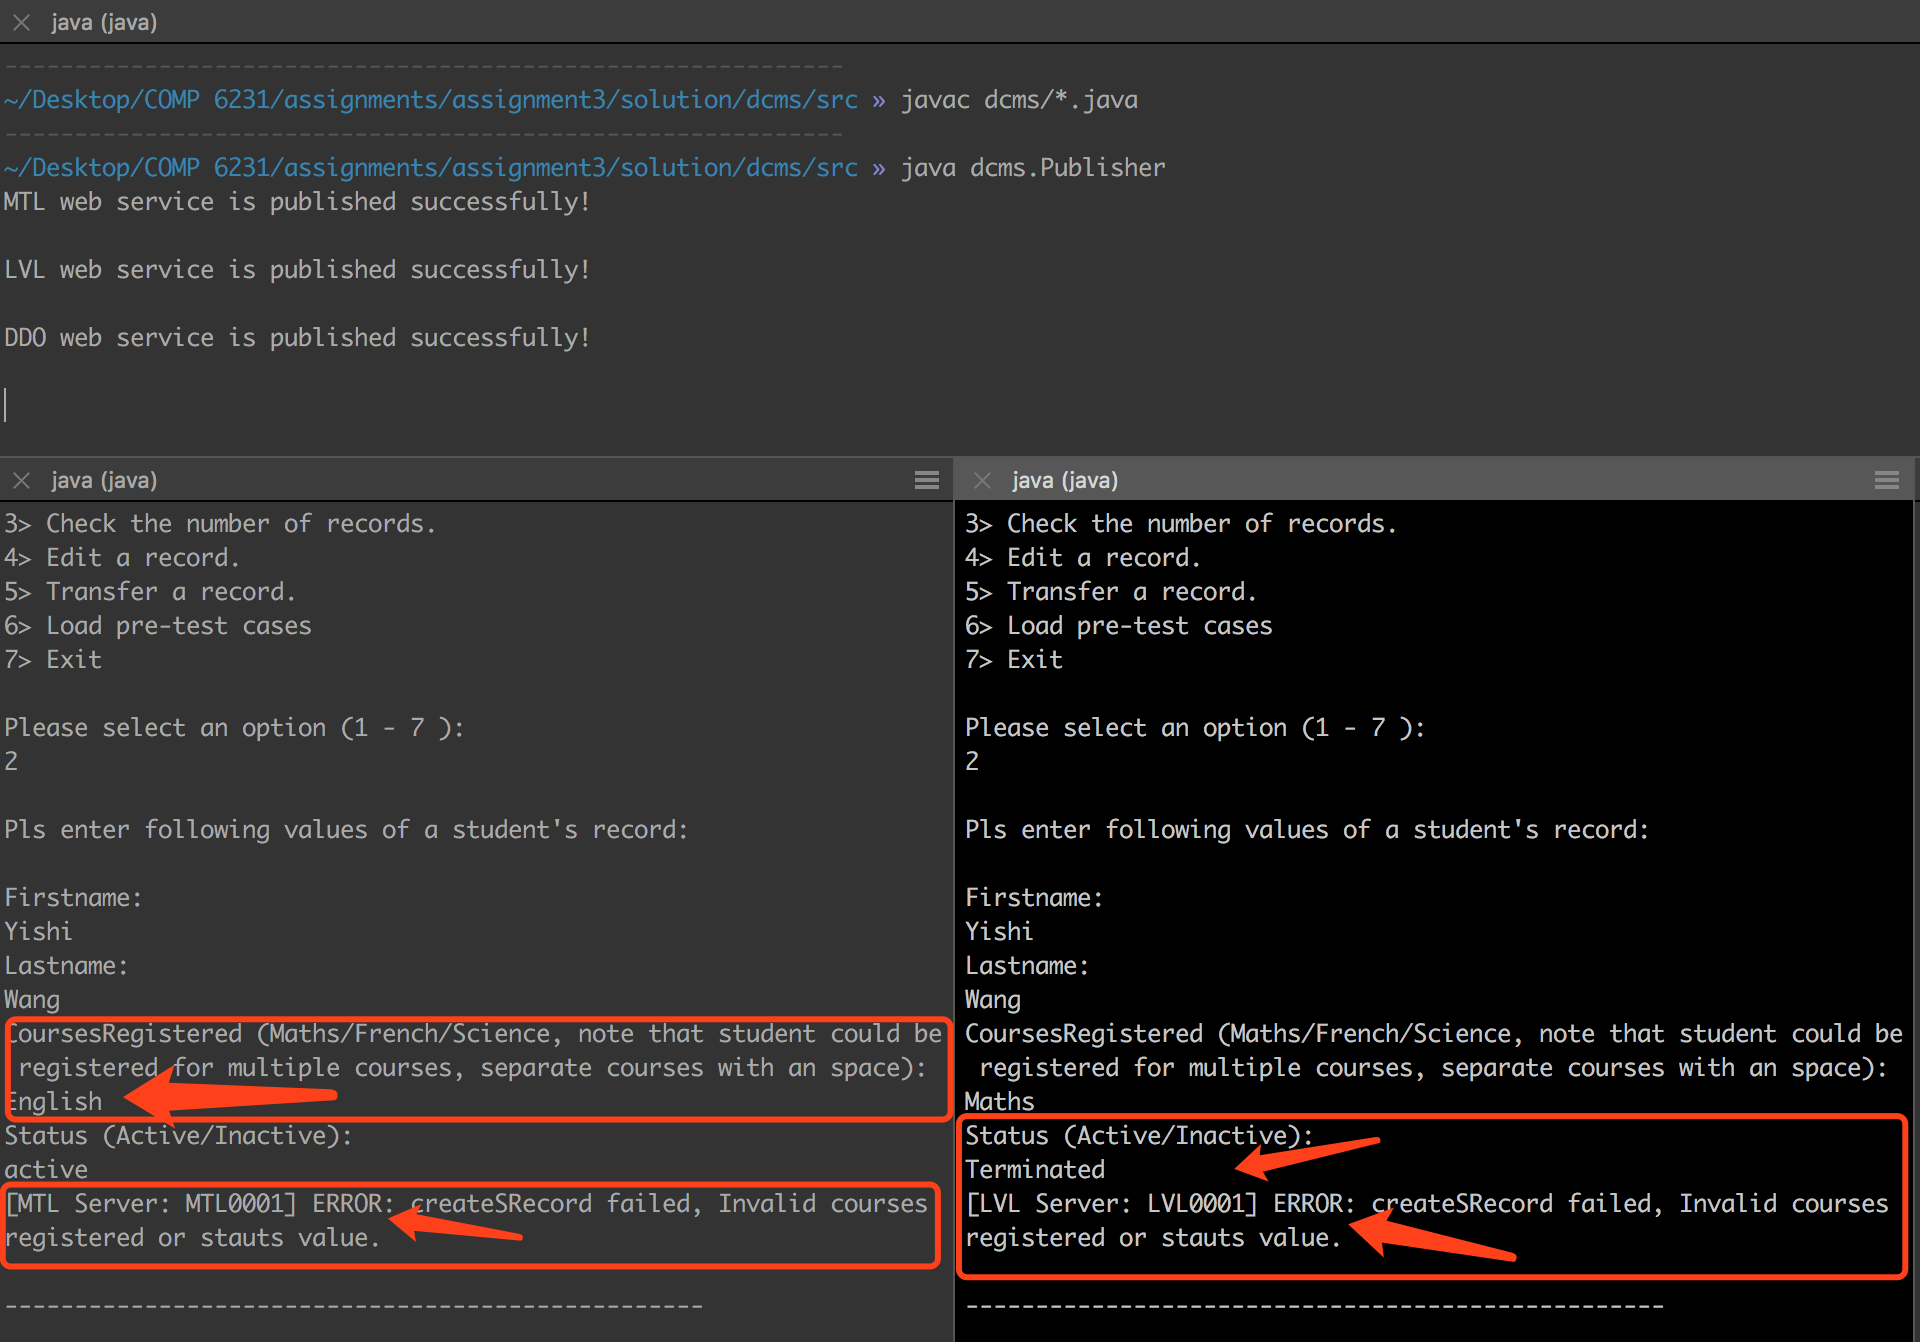 java (java)
------------------------------------------------------------
~/Desktop/COMP 6231/assignments/assignment3/solution/dcms/src » javac dcms/*.java
------------------------------------------------------------
~/Desktop/COMP 6231/assignments/assignment3/solution/dcms/src » java dcms.Publisher
MTL web service is published successfully!
LVL web service is published successfully!
DDO web service is published successfully!
java (java)
3> Check the number of records.
4> Edit a record.
5> Transfer a record.
6> Load pre-test cases
7> Exit
Please select an option (1 - 7 ):
2
Pls enter following values of a student's record:
Firstname:
Yishi
Lastname:
Wang
CoursesRegistered (Maths/French/Science, note that student could be
registered for multiple courses, separate courses with an space):
English
Status (Active/Inactive):
active
[MTL Server: MTL0001] ERROR: createSRecord failed, Invalid courses
registered or stauts value.
--------------------------------------------------
java (java)
3> Check the number of records.
4> Edit a record.
5> Transfer a record.
6> Load pre-test cases
7> Exit
Please select an option (1 - 7 ):
2
Pls enter following values of a student's record:
Firstname:
Yishi
Lastname:
Wang
CoursesRegistered (Maths/French/Science, note that student could be
registered for multiple courses, separate courses with an space):
Maths
Status (Active/Inactive):
Terminated
[LVL Server: LVL0001] ERROR: createSRecord failed, Invalid courses
registered or stauts value.
--------------------------------------------------